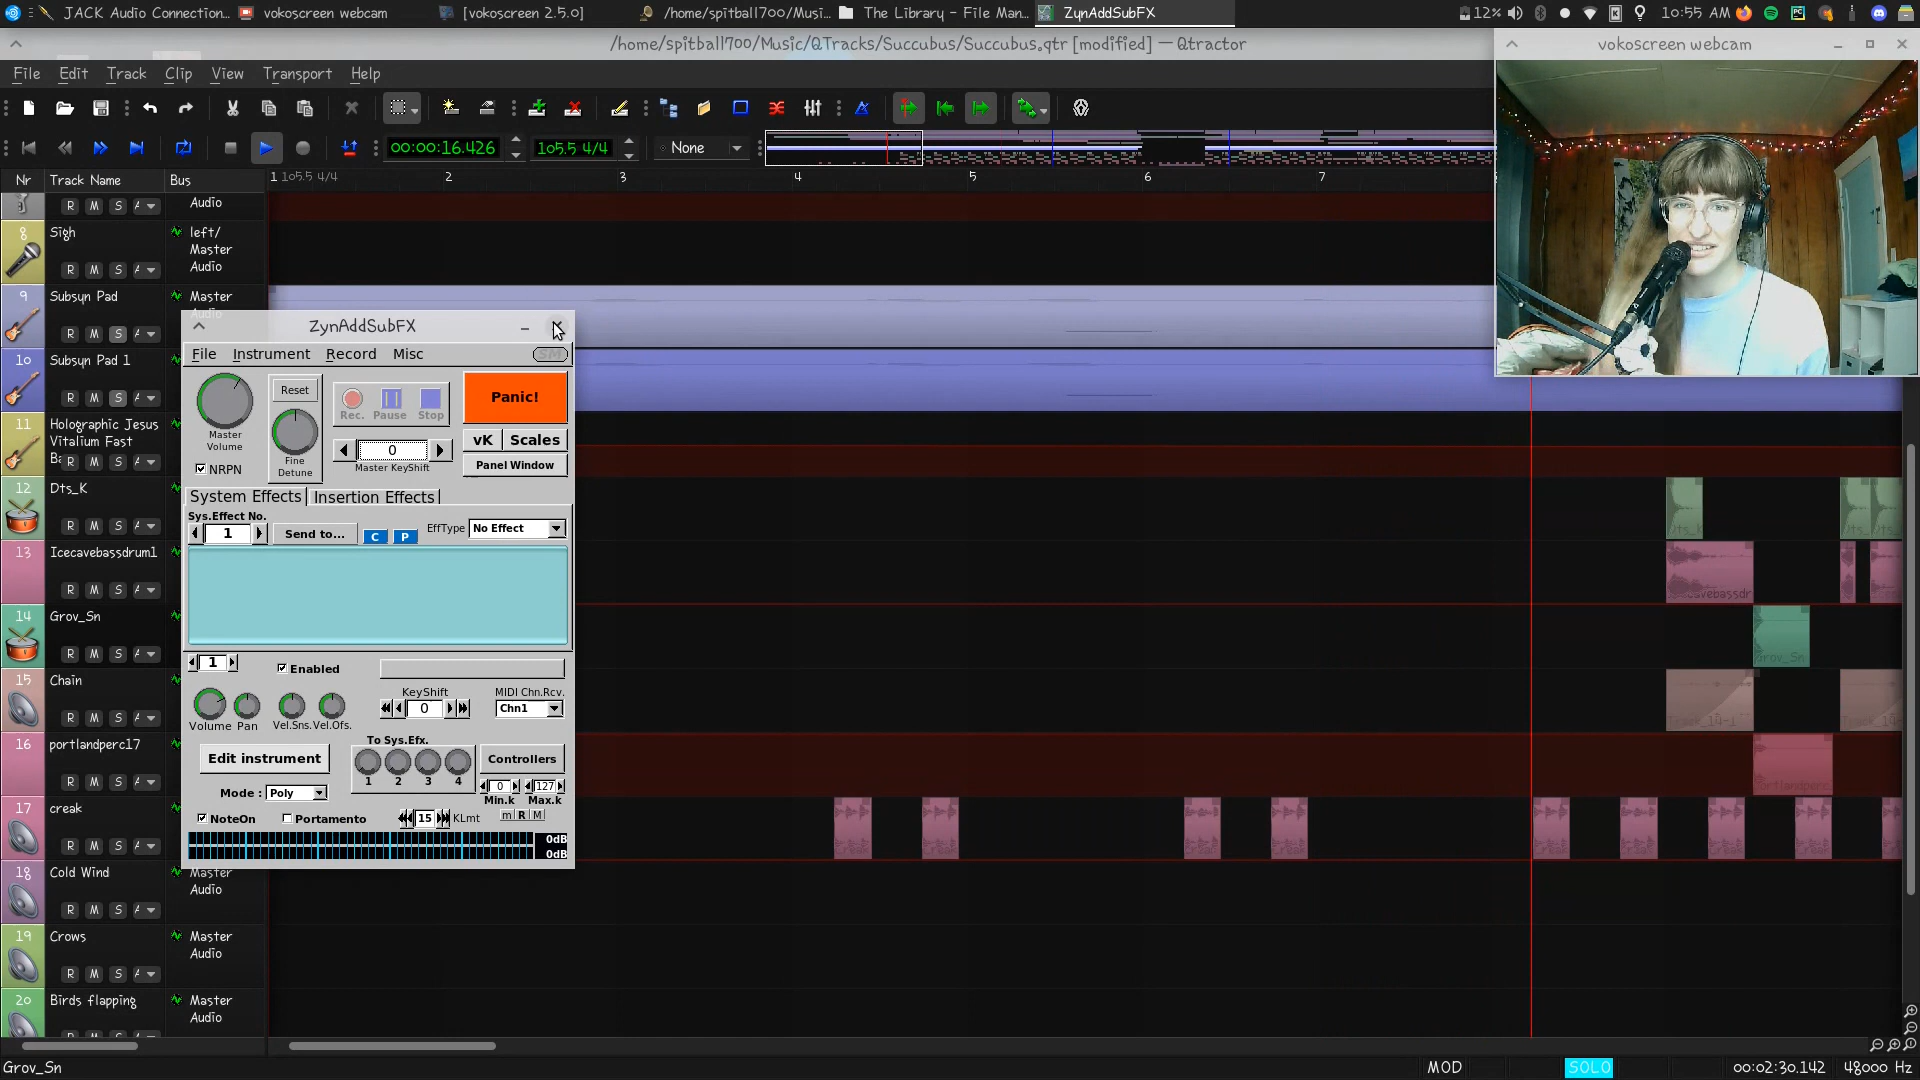 JACK Audio Connection...
vokoscreen webcam
[vokoscreen 2.5.0]
/home/spitball700/Musi...
The Library - File Man...
ZynAddSubFX
12%
10:55 AM
/home/spitball700/Music/QTracks/Succubus/Succubus.qtr [modified] — Qtractor
vokoscreen webcam
File Edit Track Clip View Transport Help
00:00:16.426
105.5 4/4
None
Nr Track Name Bus
1 105.5 4/4 2 3 4 5 6 7
R M S A
Audio
8 Sigh left/
Master
Audio
R M S A
9 Subsyn Pad Master
Audio
R M S A
10 Subsyn Pad 1
R M S A
11 Holographic Jesus
Vitalium Fast
Ba
R M S A
12 Dts_K
R M S A
13 Icecavebassdrum1
R M S A
14 Grov_Sn
R M S A
15 Chain
R M S A
16 portlandperc17
R M S A
17 creak
R M S A
18 Cold Wind Master
Audio
R M S A
19 Crows Master
Audio
R M S A
20 Birds flapping Master
Audio
R M S A
ZynAddSubFX
File Instrument Record Misc SM
Reset
Rec. Pause Stop
Panic!
Master
Volume
Fine
Detune
0
Master KeyShift
vK Scales
NRPN
Panel Window
System Effects Insertion Effects
Sys.Effect No.
1 Send to... C P EffType No Effect
1 Enabled
KeyShift MIDI Chn.Rcv.
0 Chn1
Volume Pan Vel.Sns. Vel.Ofs.
To Sys.Efx.
Edit instrument
1 2 3 4
Controllers
0 127
Min.k Max.k
Mode : Poly
NoteOn Portamento 15 KLmt m R M
0dB
0dB
Grov_Sn
Grov_Sn
MOD SOLO 00:02:30.142 48000 Hz